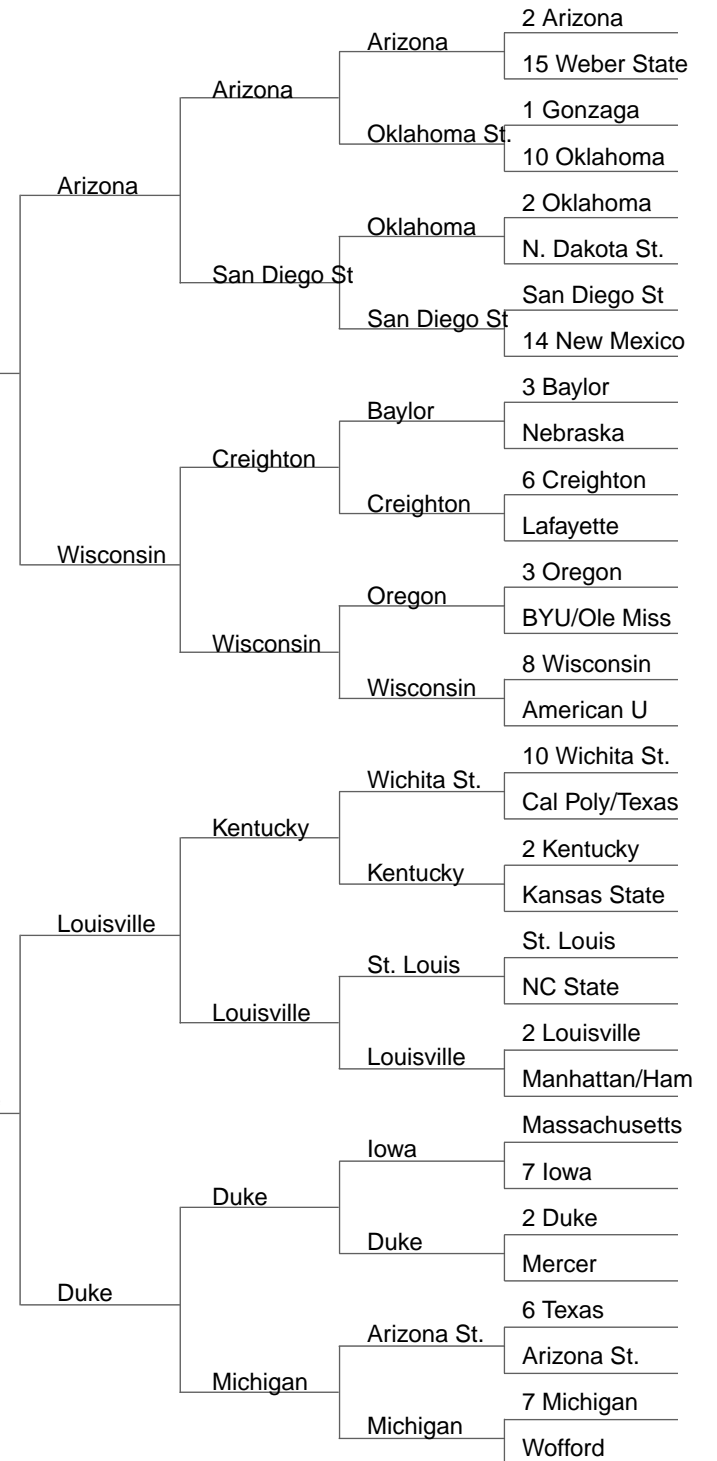 2 Arizona
Arizona
15 Weber State
Arizona
1 Gonzaga
Oklahoma St.
10 Oklahoma
Arizona
2 Oklahoma
Oklahoma
N. Dakota St.
San Diego St
San Diego St
San Diego St
14 New Mexico
3 Baylor
Baylor
Nebraska
Creighton
6 Creighton
Creighton
Lafayette
Wisconsin
3 Oregon
Oregon
BYU/Ole Miss
Wisconsin
8 Wisconsin
Wisconsin
American U
10 Wichita St.
Wichita St.
Cal Poly/Texas
Kentucky
2 Kentucky
Kentucky
Kansas State
Louisville
St. Louis
St. Louis
NC State
Louisville
2 Louisville
Louisville
Manhattan/Ham
Massachusetts
Iowa
7 Iowa
Duke
2 Duke
Duke
Mercer
Duke
6 Texas
Arizona St.
Arizona St.
Michigan
7 Michigan
Michigan
Wofford